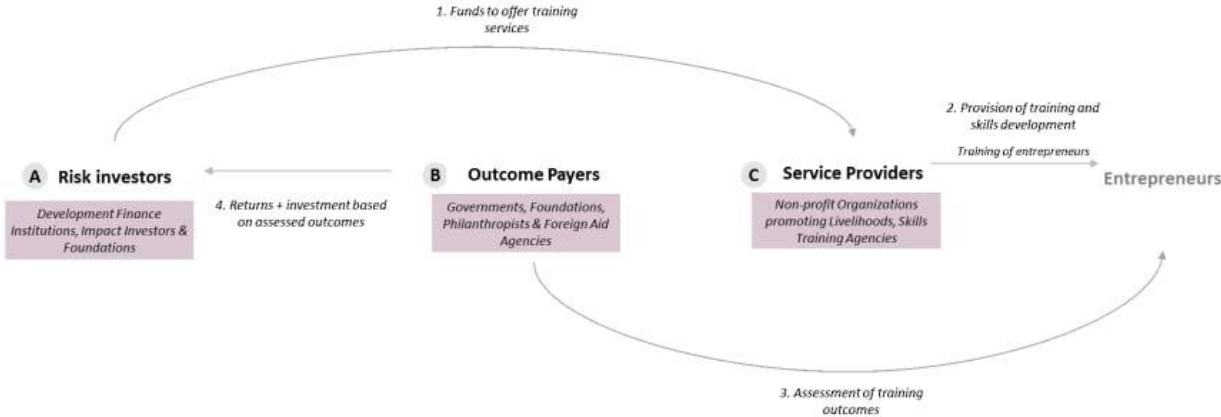 1. Funds to offer training
services
2. Provision of training and
skills development
Training of entrepreneurs
A Risk investors
B Outcome Payers
C Service Providers
Entrepreneurs
Development Finance
Institutions, Impact Investors &
Foundations
4. Returns + investment based
on assessed outcomes
Governments, Foundations,
Philanthropists & Foreign Aid
Agencies
Non-profit Organizations
promoting Livelihoods, Skills
Training Agencies
3. Assessment of training
outcomes